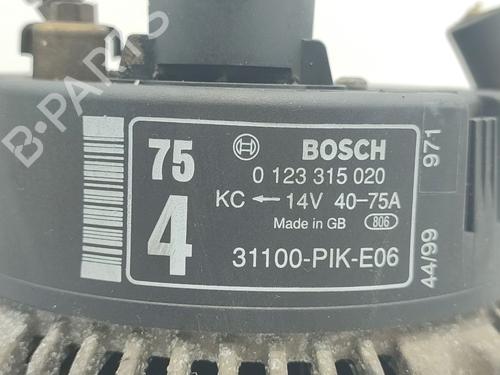 75
4
BOSCH
0 123 315 020
KC ← 14V 40-75A
Made in GB 806
31100-PIK-E06
971
44/99
B-PARTS